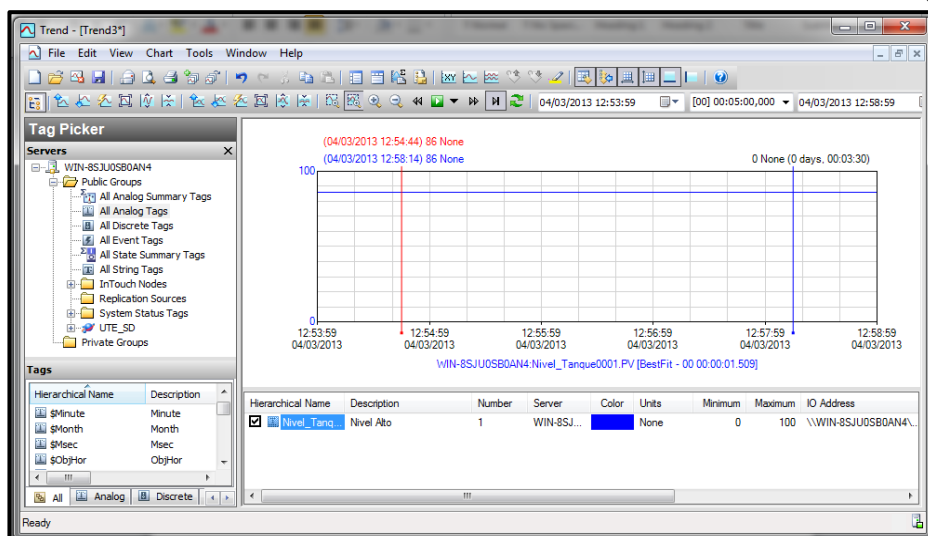 Trend - [Trend3*]
File Edit View Chart Tools Window Help
04/03/2013 12:53:59 [00] 00:05:00,000 04/03/2013 12:58:59
Tag Picker
Servers X
WIN-8SJU0SB0AN4
Public Groups
All Analog Summary Tags
All Analog Tags
All Discrete Tags
All Event Tags
All State Summary Tags
All String Tags
InTouch Nodes
Replication Sources
System Status Tags
UTE_SD
Private Groups
Tags
Hierarchical Name Description
$Minute Minute
$Month Month
$Msec Msec
$ObjHor ObjHor
All Analog Discrete
(04/03/2013 12:54:44) 86 None
(04/03/2013 12:58:14) 86 None 0 None (0 days, 00:03:30)
100
0
12:53:59 12:54:59 12:55:59 12:56:59 12:57:59 12:58:59
04/03/2013 04/03/2013 04/03/2013 04/03/2013 04/03/2013 04/03/2013
WIN-8SJU0SB0AN4:Nivel_Tanque0001.PV [BestFit - 00 00:00:01.509]
Hierarchical Name Description Number Server Color Units Minimum Maximum IO Address
Nivel_Tanq... Nivel Alto 1 WIN-8SJ... None 0 100 \\WIN-8SJU0SB0AN4\...
Ready